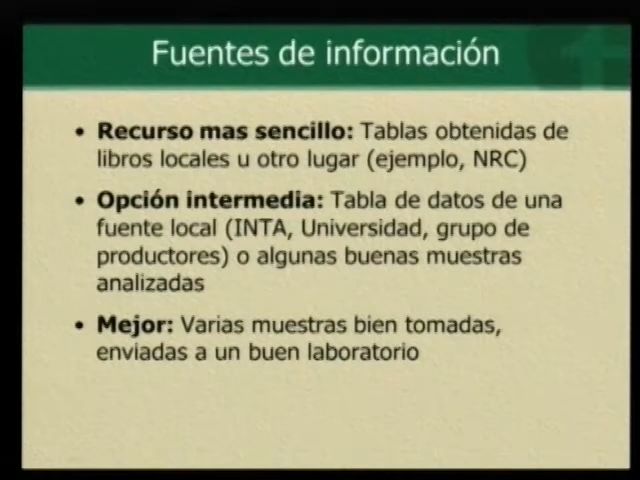 Fuentes de información
• Recurso mas sencillo: Tablas obtenidas de
libros locales u otro lugar (ejemplo, NRC)
• Opción intermedia: Tabla de datos de una
fuente local (INTA, Universidad, grupo de
productores) o algunas buenas muestras
analizadas
• Mejor: Varias muestras bien tomadas,
enviadas a un buen laboratorio